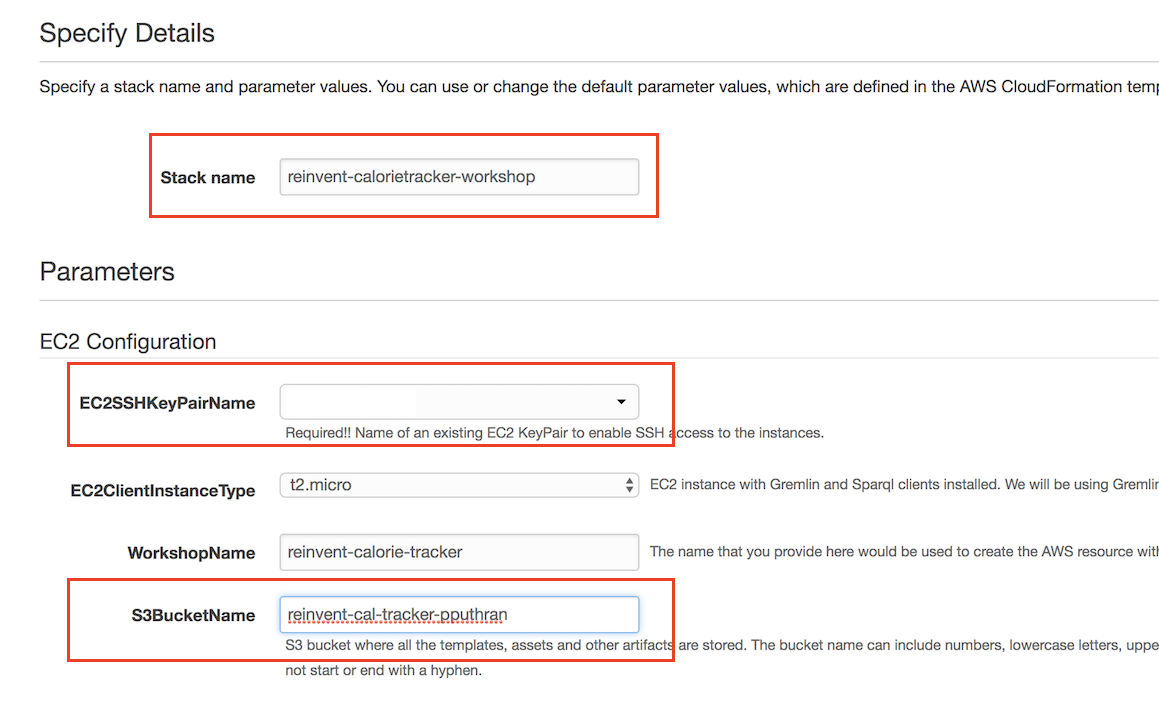 Specify Details
Specify a stack name and parameter values. You can use or change the default parameter values, which are defined in the AWS CloudFormation temp
Stack name reinvent-calorietracker-workshop
Parameters
EC2 Configuration
EC2SSHKeyPairName
Required!! Name of an existing EC2 KeyPair to enable SSH access to the instances.
EC2ClientInstanceType t2.micro EC2 instance with Gremlin and Sparql clients installed. We will be using Gremlin
WorkshopName reinvent-calorie-tracker The name that you provide here would be used to create the AWS resource with
S3BucketName reinvent-cal-tracker-pputhran
S3 bucket where all the templates, assets and other artifacts are stored. The bucket name can include numbers, lowercase letters, uppe
not start or end with a hyphen.